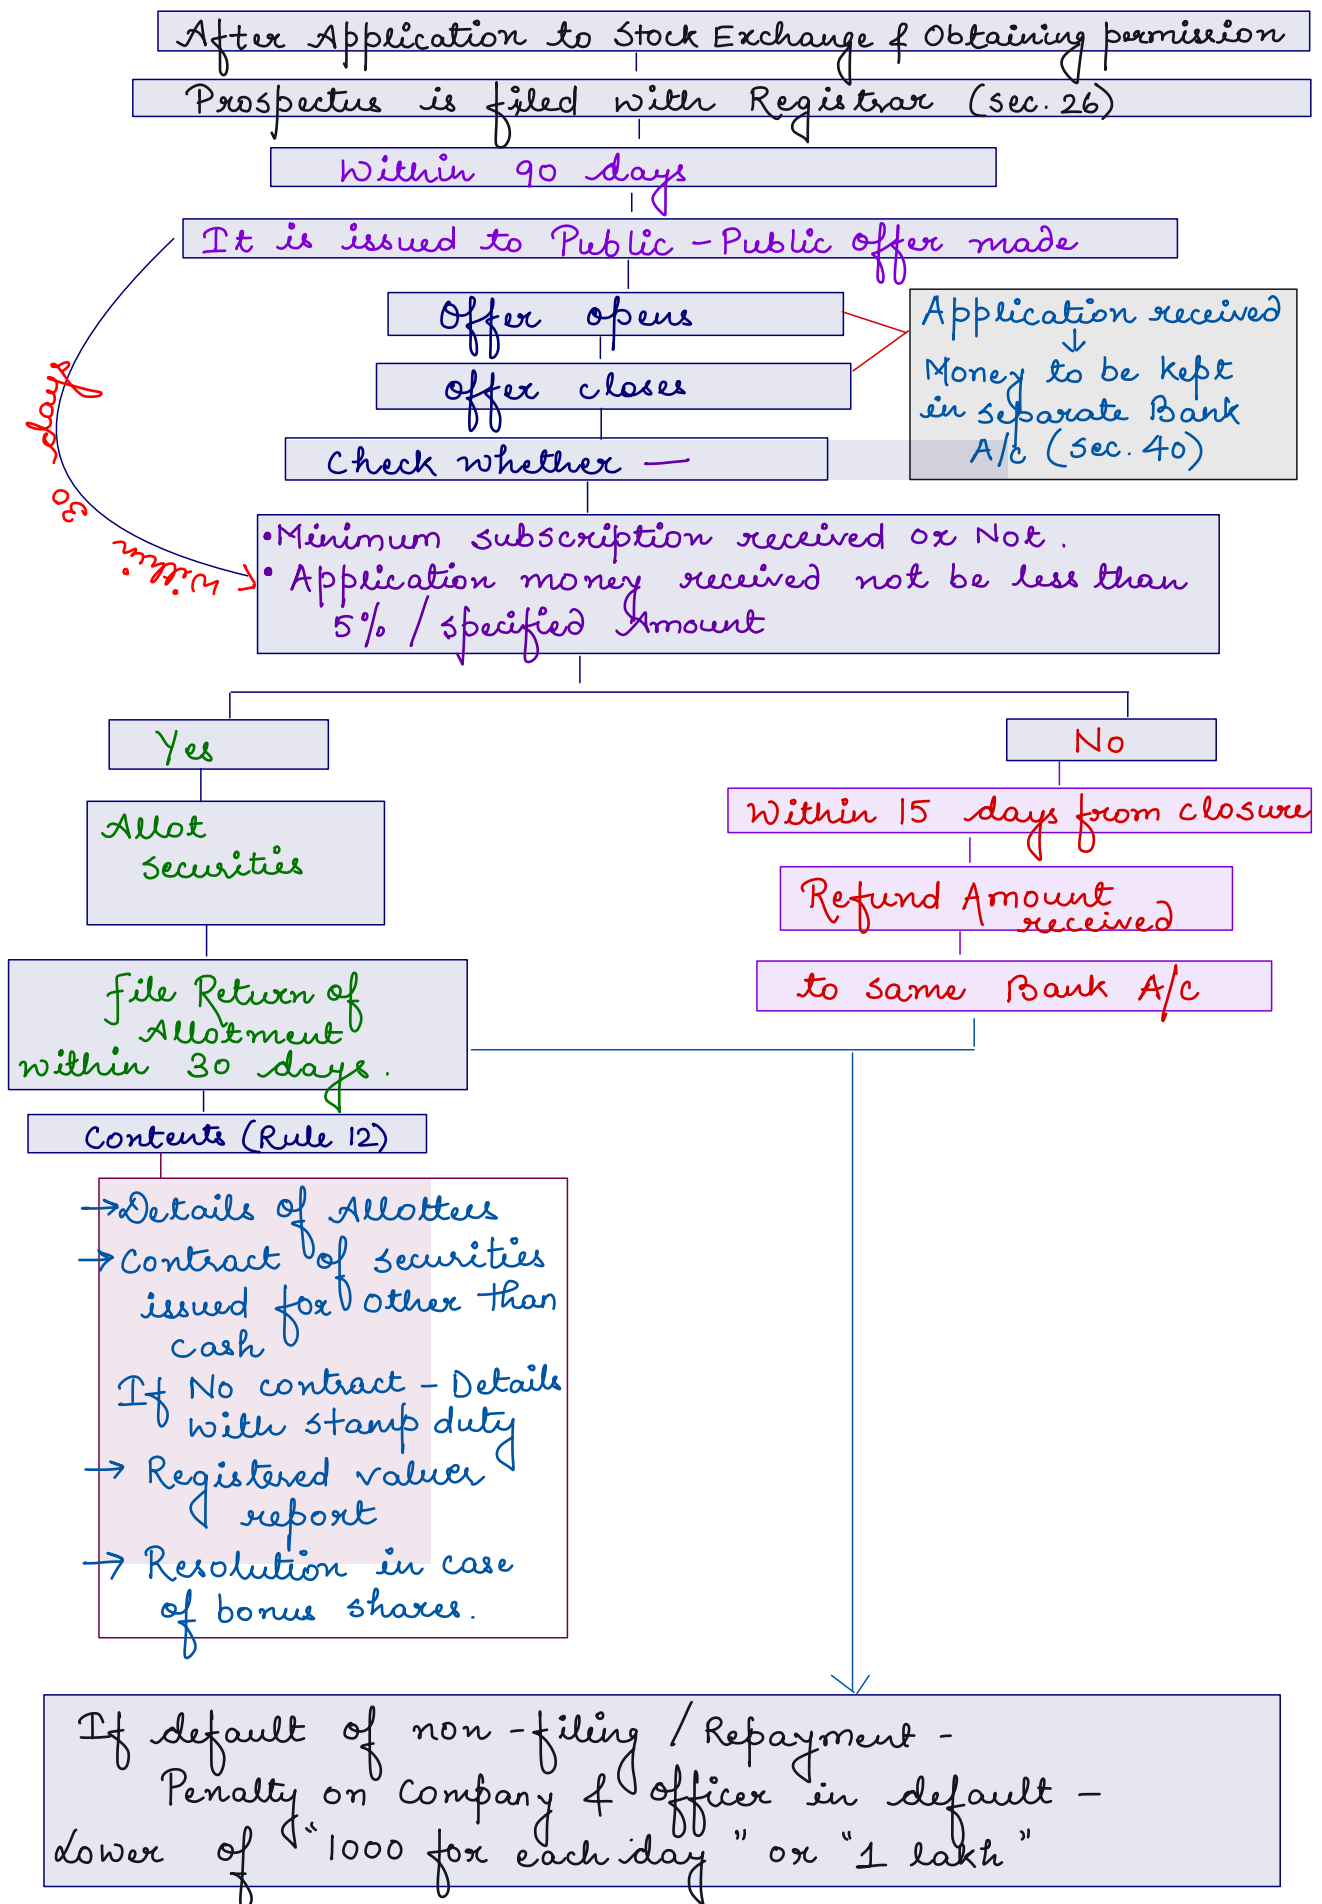 After Application to Stock Exchange & Obtaining permission
Prospectus is filed with Registrar (sec. 26)
Within 90 days
It is issued to Public - Public offer made
Offer opens
Application received
↓
Money to be kept
in separate Bank
A/c (Sec. 40)
offer closes
Check whether —
within 30 days
• Minimum subscription received or Not.
• Application money received not be less than
5% / specified Amount
Yes
No
Allot
securities
Within 15 days from closure
Refund Amount
received
to same Bank A/c
file Return of
Allotment
within 30 days.
Contents (Rule 12)
→ Details of Allottees
→ Contract of securities
issued for other than
cash
If No contract - Details
with stamp duty
→ Registered values
report
→ Resolution in case
of bonus shares.
If default of non-filing / Repayment -
Penalty on Company & officer in default -
Lower of "1000 for each day" or "1 lakh"